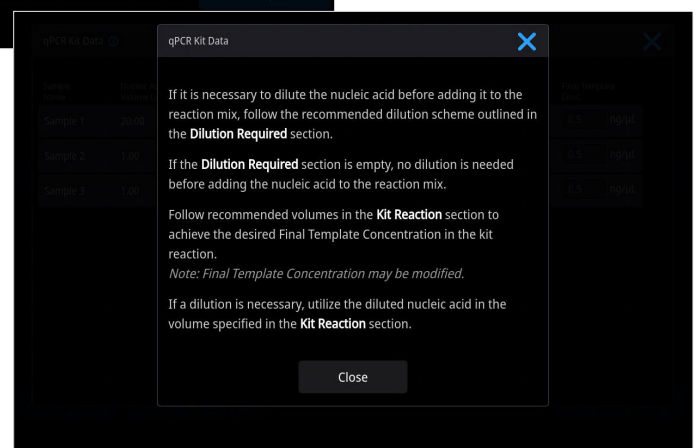 qPCR Kit Data
qPCR Kit Data
If it is necessary to dilute the nucleic acid before adding it to the
reaction mix, follow the recommended dilution scheme outlined in
the Dilution Required section.
If the Dilution Required section is empty, no dilution is needed
before adding the nucleic acid to the reaction mix.
Follow recommended volumes in the Kit Reaction section to
achieve the desired Final Template Concentration in the kit
reaction.
Note: Final Template Concentration may be modified.
If a dilution is necessary, utilize the diluted nucleic acid in the
volume specified in the Kit Reaction section.
Close
Sample
Name
Final Template
Sample 1 20.00 0.5 ng/µL
Sample 2 1.00 0.5 ng/µL
Sample 3 1.00 0.5 ng/µL